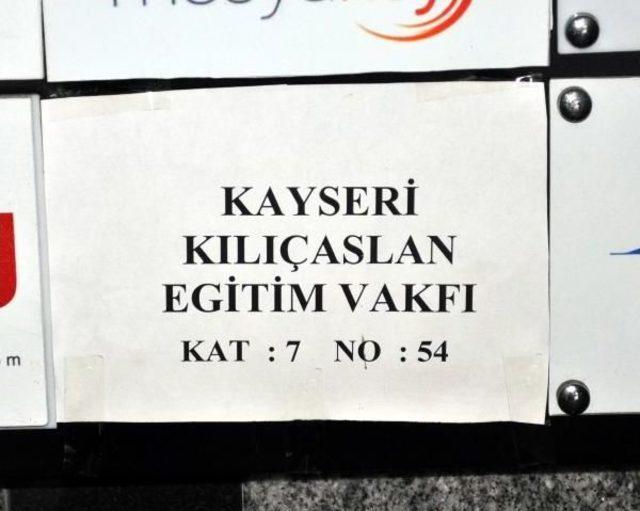 KAYSERİ
KILIÇASLAN
EGİTİM VAKFI
KAT : 7 NO : 54
m